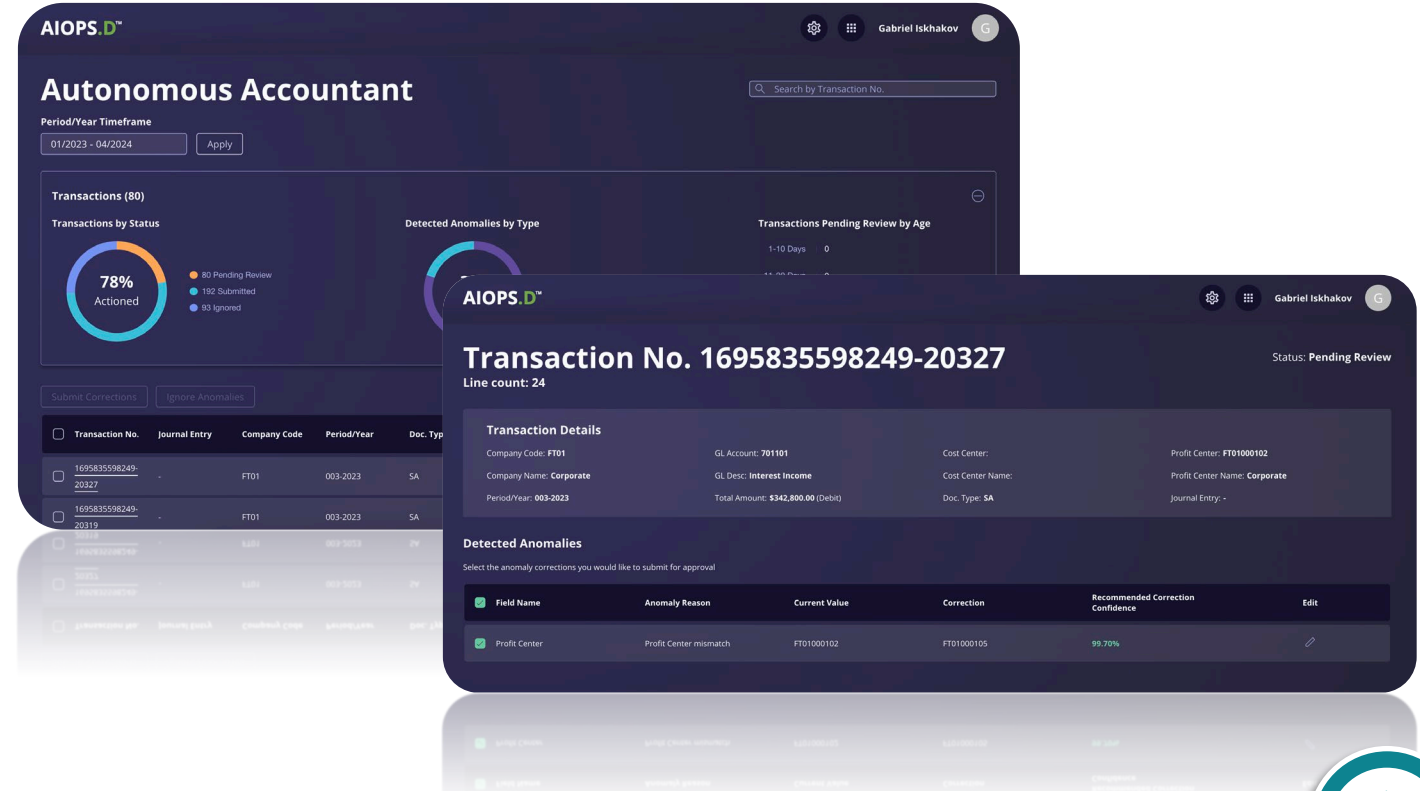 AIOPS.D™
Gabriel Iskhakov G
Autonomous Accountant
Search by Transaction No.
Period/Year Timeframe
01/2023 - 04/2024 Apply
Transactions (80)
Transactions by Status
78%
Actioned
80 Pending Review
192 Submitted
93 Ignored
Detected Anomalies by Type
Transactions Pending Review by Age
1-10 Days 0
Submit Corrections Ignore Anomalies
Transaction No. Journal Entry Company Code Period/Year Doc. Typ
1695835598249-
20327 - FT01 003-2023 SA
1695835598249-
20319 - FT01 003-2023 SA
AIOPS.D™
Gabriel Iskhakov G
Transaction No. 1695835598249-20327
Status: Pending Review
Line count: 24
Transaction Details
Company Code: FT01 GL Account: 701101 Cost Center: Profit Center: FT01000102
Company Name: Corporate GL Desc: Interest Income Cost Center Name: Profit Center Name: Corporate
Period/Year: 003-2023 Total Amount: $342,800.00 (Debit) Doc. Type: SA Journal Entry: -
Detected Anomalies
Select the anomaly corrections you would like to submit for approval
Field Name Anomaly Reason Current Value Correction Recommended Correction Confidence Edit
Profit Center Profit Center mismatch FT01000102 FT01000105 99.70%